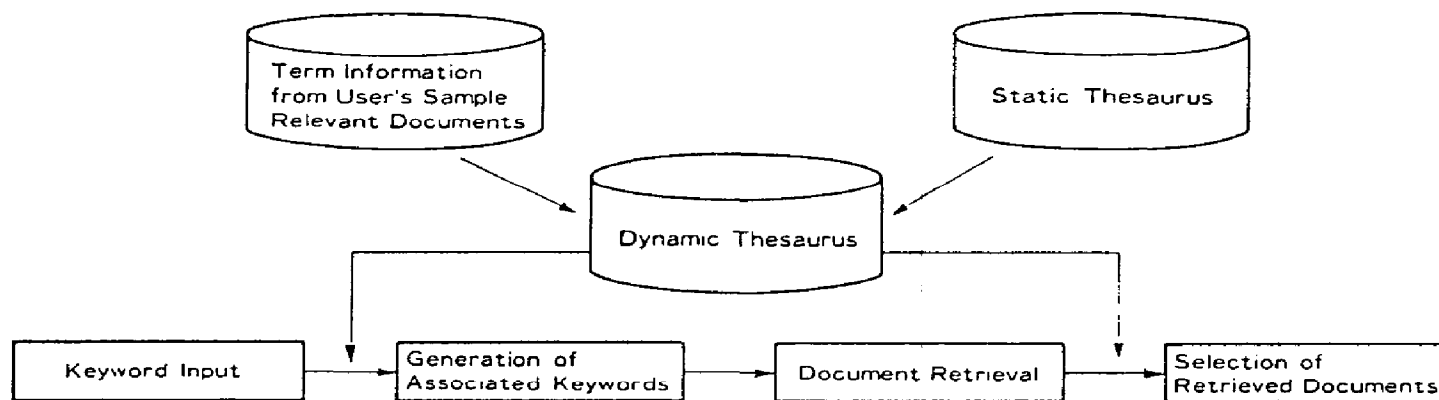 Term Information
from User's Sample
Relevant Documents
Static Thesaurus
Dynamic Thesaurus
Keyword Input
Generation of
Associated Keywords
Document Retrieval
Selection of
Retrieved Documents